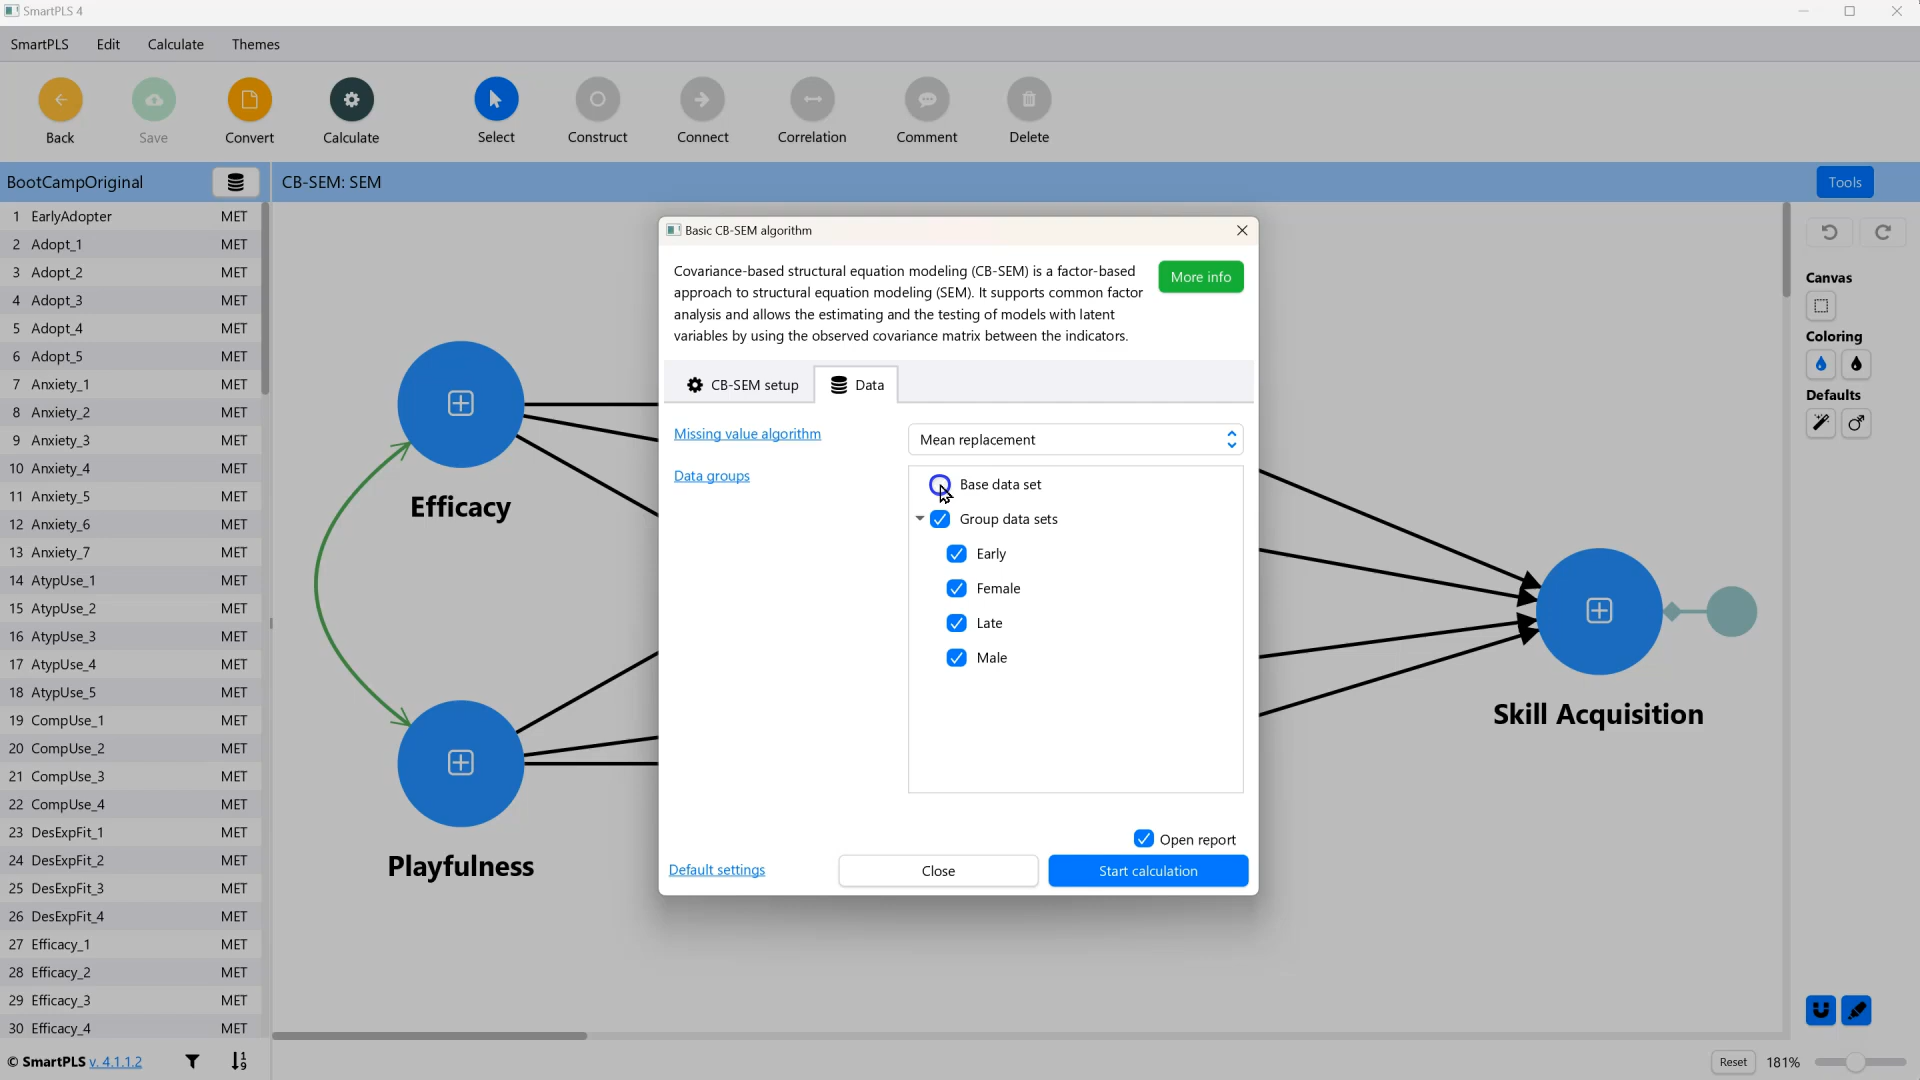 SmartPLS 4
SmartPLS Edit Calculate Themes
Back Save Convert Calculate Select Construct Connect Correlation Comment Delete
BootCampOriginal
CB-SEM: SEM
Tools
1 EarlyAdopter MET
2 Adopt_1 MET
3 Adopt_2 MET
4 Adopt_3 MET
5 Adopt_4 MET
6 Adopt_5 MET
7 Anxiety_1 MET
8 Anxiety_2 MET
9 Anxiety_3 MET
10 Anxiety_4 MET
11 Anxiety_5 MET
12 Anxiety_6 MET
13 Anxiety_7 MET
14 AtypUse_1 MET
15 AtypUse_2 MET
16 AtypUse_3 MET
17 AtypUse_4 MET
18 AtypUse_5 MET
19 CompUse_1 MET
20 CompUse_2 MET
21 CompUse_3 MET
22 CompUse_4 MET
23 DesExpFit_1 MET
24 DesExpFit_2 MET
25 DesExpFit_3 MET
26 DesExpFit_4 MET
27 Efficacy_1 MET
28 Efficacy_2 MET
29 Efficacy_3 MET
30 Efficacy_4 MET
© SmartPLS v. 4.1.1.2
Efficacy
Playfulness
Basic CB-SEM algorithm
Covariance-based structural equation modeling (CB-SEM) is a factor-based
approach to structural equation modeling (SEM). It supports common factor
analysis and allows the estimating and the testing of models with latent
variables by using the observed covariance matrix between the indicators.
More info
CB-SEM setup Data
Missing value algorithm Mean replacement
Data groups
Base data set
Group data sets
Early
Female
Late
Male
Open report
Default settings Close Start calculation
Skill Acquisition
Canvas
Coloring
Defaults
Reset 181%